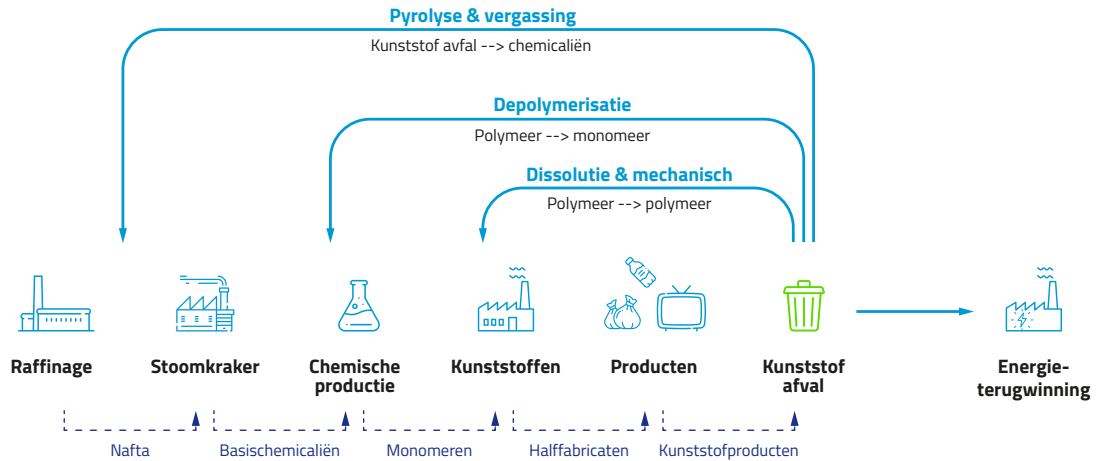 Pyrolyse & vergassing
Kunststof avfal --> chemicaliën
Depolymerisatie
Polymeer --> monomeer
Dissolutie & mechanisch
Polymeer --> polymeer
Raffinage
Stoomkraker
Chemische
productie
Kunststoffen
Producten
Kunststof
afval
Energie-
terugwinning
Nafta
Basischemicaliën
Monomeren
Halffabricaten
Kunststofproducten